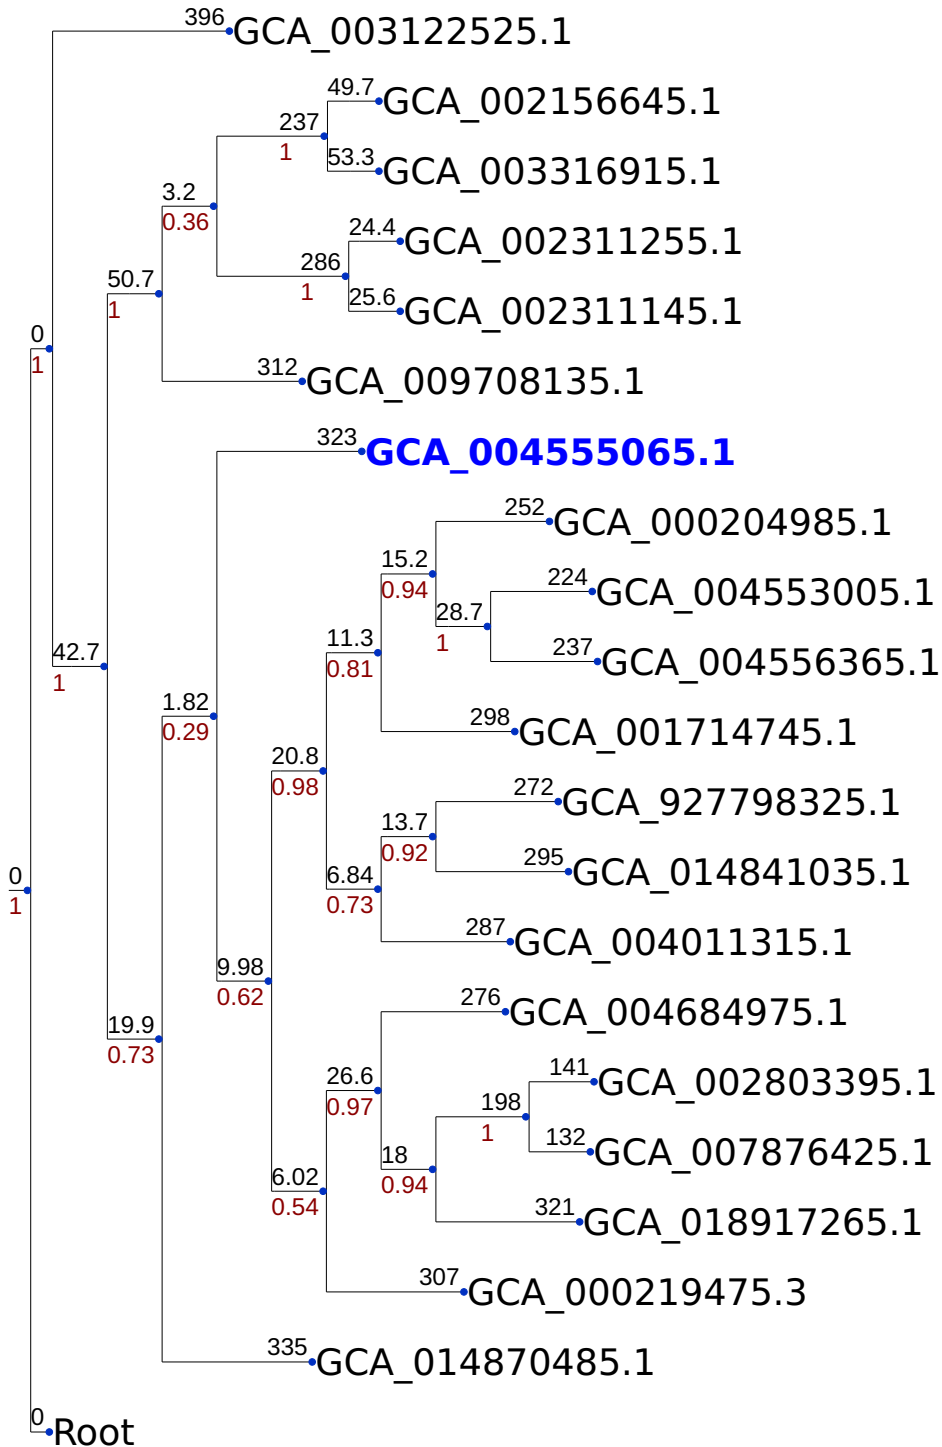 396
GCA_003122525.1
49.7
GCA_002156645.1
237
1
53.3
GCA_003316915.1
3.2
0.36
24.4
GCA_002311255.1
286
1
25.6
GCA_002311145.1
50.7
1
312
GCA_009708135.1
0
1
323
GCA_004555065.1
252
GCA_000204985.1
15.2
0.94
224
GCA_004553005.1
28.7
1
237
GCA_004556365.1
11.3
0.81
42.7
1
298
GCA_001714745.1
1.82
0.29
20.8
0.98
272
GCA_927798325.1
13.7
0.92
295
GCA_014841035.1
6.84
0.73
0
1
287
GCA_004011315.1
9.98
0.62
276
GCA_004684975.1
19.9
0.73
26.6
0.97
141
GCA_002803395.1
198
1
132
GCA_007876425.1
18
0.94
6.02
0.54
321
GCA_018917265.1
307
GCA_000219475.3
335
GCA_014870485.1
0
Root